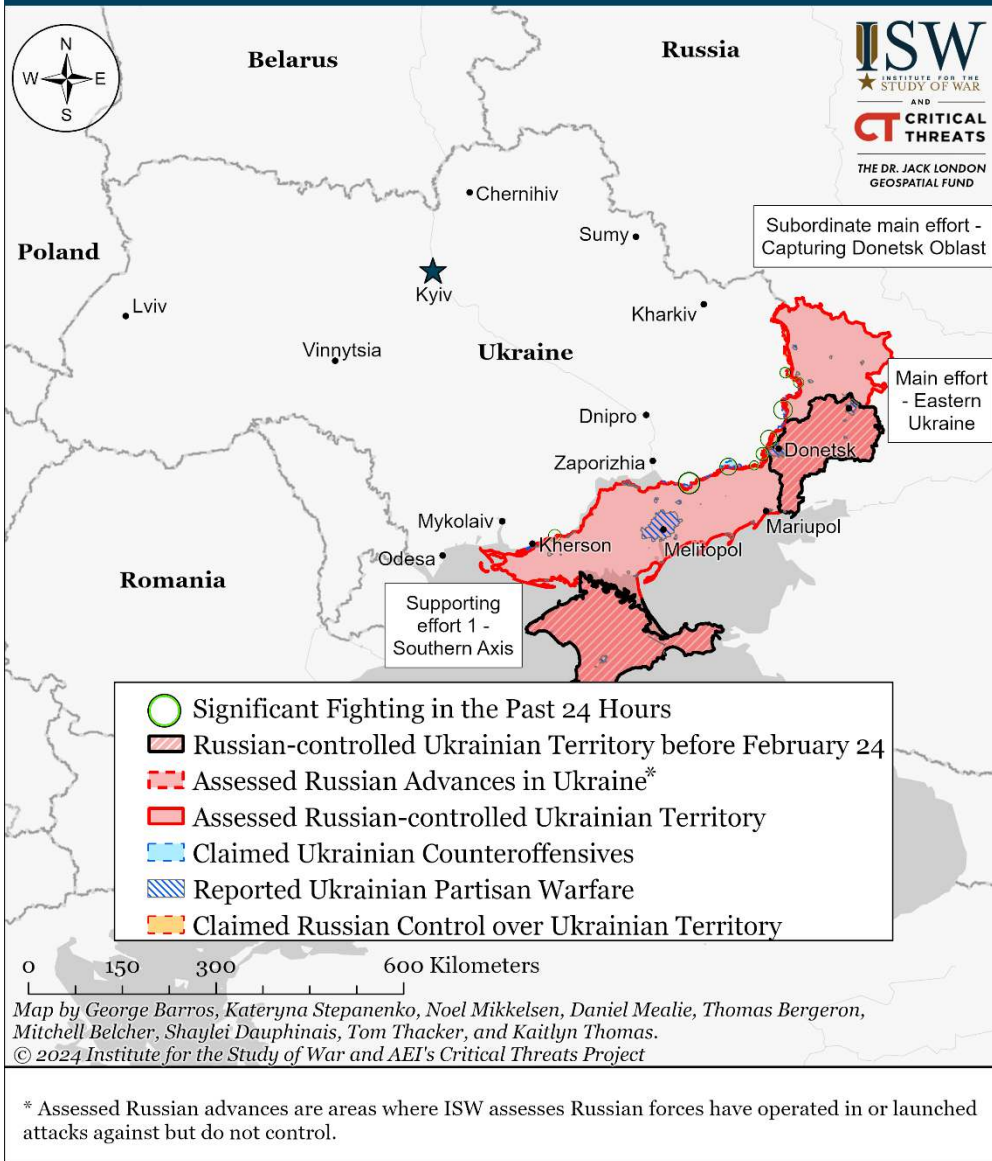 N
W E
S
Belarus
Russia
ISW
INSTITUTE FOR THE
STUDY OF WAR
AND
CT CRITICAL
THREATS
THE DR. JACK LONDON
GEOSPATIAL FUND
Chernihiv
Sumy
Subordinate main effort -
Capturing Donetsk Oblast
Poland
Kyiv
Lviv
Kharkiv
Vinnytsia
Ukraine
Main effort
- Eastern
Ukraine
Dnipro
Donetsk
Zaporizhia
Mykolaiv
Mariupol
Kherson
Melitopol
Odesa
Romania
Supporting
effort 1 -
Southern Axis
Significant Fighting in the Past 24 Hours
Russian-controlled Ukrainian Territory before February 24
Assessed Russian Advances in Ukraine*
Assessed Russian-controlled Ukrainian Territory
Claimed Ukrainian Counteroffensives
Reported Ukrainian Partisan Warfare
Claimed Russian Control over Ukrainian Territory
0 150 300 600 Kilometers
Map by George Barros, Kateryna Stepanenko, Noel Mikkelsen, Daniel Mealie, Thomas Bergeron,
Mitchell Belcher, Shaylei Dauphinais, Tom Thacker, and Kaitlyn Thomas.
© 2024 Institute for the Study of War and AEI's Critical Threats Project
* Assessed Russian advances are areas where ISW assesses Russian forces have operated in or launched
attacks against but do not control.